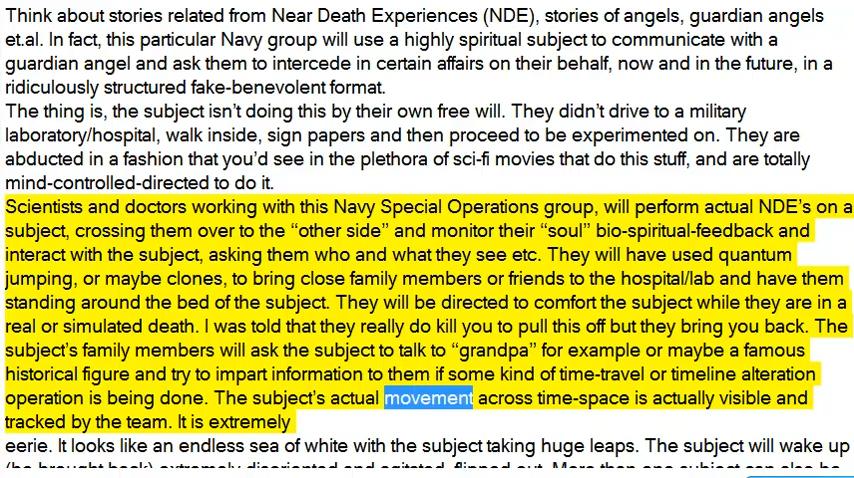 Think about stories related from Near Death Experiences (NDE), stories of angels, guardian angels
et.al. In fact, this particular Navy group will use a highly spiritual subject to communicate with a
guardian angel and ask them to intercede in certain affairs on their behalf, now and in the future, in a
ridiculously structured fake-benevolent format.
The thing is, the subject isn't doing this by their own free will. They didn't drive to a military
laboratory/hospital, walk inside, sign papers and then proceed to be experimented on. They are
abducted in a fashion that you'd see in the plethora of sci-fi movies that do this stuff, and are totally
mind-controlled-directed to do it.
Scientists and doctors working with this Navy Special Operations group, will perform actual NDE's on a
subject, crossing them over to the “other side” and monitor their “soul” bio-spiritual-feedback and
interact with the subject, asking them who and what they see etc. They will have used quantum
jumping, or maybe clones, to bring close family members or friends to the hospital/lab and have them
standing around the bed of the subject. They will be directed to comfort the subject while they are in a
real or simulated death. I was told that they really do kill you to pull this off but they bring you back. The
subject's family members will ask the subject to talk to “grandpa” for example or maybe a famous
historical figure and try to impart information to them if some kind of time-travel or timeline alteration
operation is being done. The subject's actual movement across time-space is actually visible and
tracked by the team. It is extremely
eerie. It looks like an endless sea of white with the subject taking huge leaps. The subject will wake up